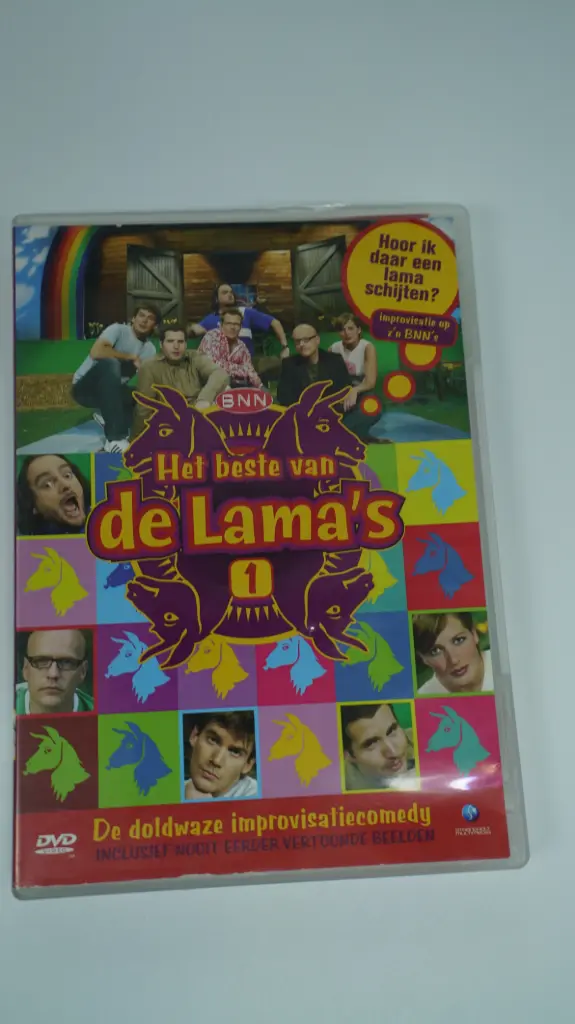 Hoor ik
daar een
lama
schijten?
improvisatie op
z'n BNN's
BNN
Het beste van
de Lama's
1
De doldwaze improvisatiecomedy
INCLUSIEF NOOIT EERDER VERTOONDE BEELDEN
DVD
VIDEO